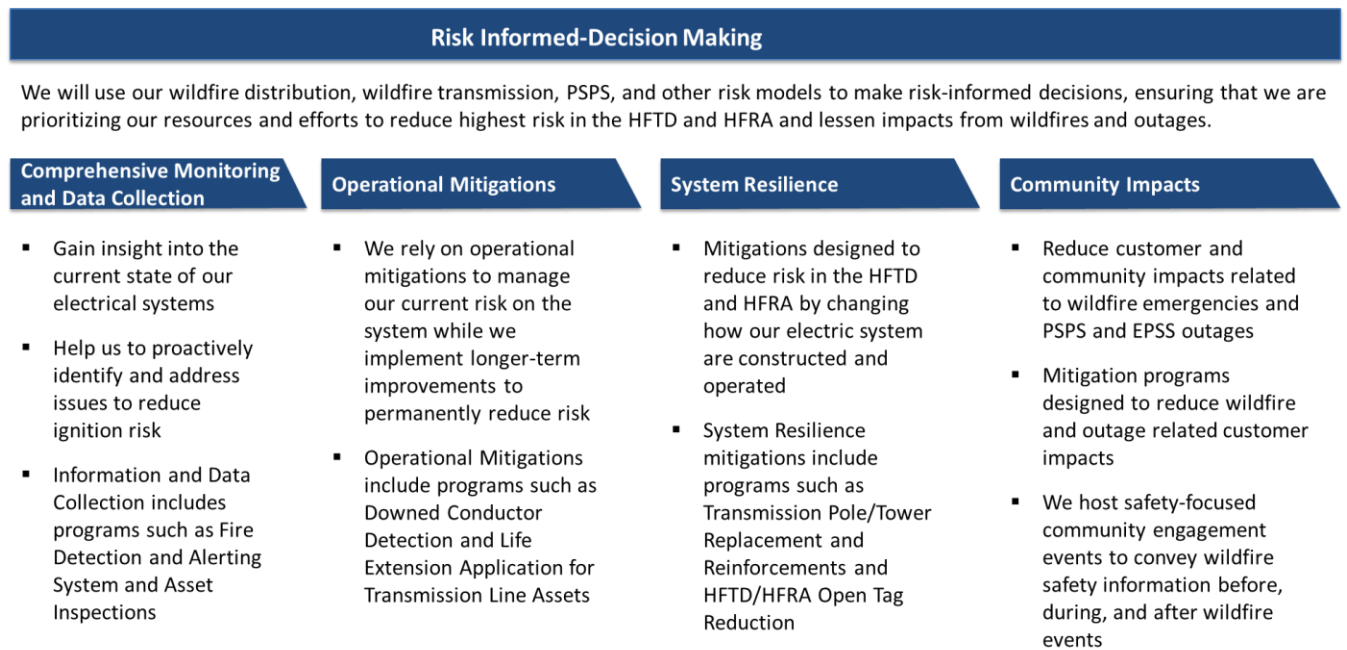 Risk Informed-Decision Making
We will use our wildfire distribution, wildfire transmission, PSPS, and other risk models to make risk-informed decisions, ensuring that we are
prioritizing our resources and efforts to reduce highest risk in the HFTD and HFRA and lessen impacts from wildfires and outages.
Comprehensive Monitoring
and Data Collection
▪ Gain insight into the
current state of our
electrical systems
▪ Help us to proactively
identify and address
issues to reduce
ignition risk
▪ Information and Data
Collection includes
programs such as Fire
Detection and Alerting
System and Asset
Inspections
Operational Mitigations
▪ We rely on operational
mitigations to manage
our current risk on the
system while we
implement longer-term
improvements to
permanently reduce risk
▪ Operational Mitigations
include programs such as
Downed Conductor
Detection and Life
Extension Application for
Transmission Line Assets
System Resilience
▪ Mitigations designed to
reduce risk in the HFTD
and HFRA by changing
how our electric system
are constructed and
operated
▪ System Resilience
mitigations include
programs such as
Transmission Pole/Tower
Replacement and
Reinforcements and
HFTD/HFRA Open Tag
Reduction
Community Impacts
▪ Reduce customer and
community impacts related
to wildfire emergencies and
PSPS and EPSS outages
▪ Mitigation programs
designed to reduce wildfire
and outage related customer
impacts
▪ We host safety-focused
community engagement
events to convey wildfire
safety information before,
during, and after wildfire
events